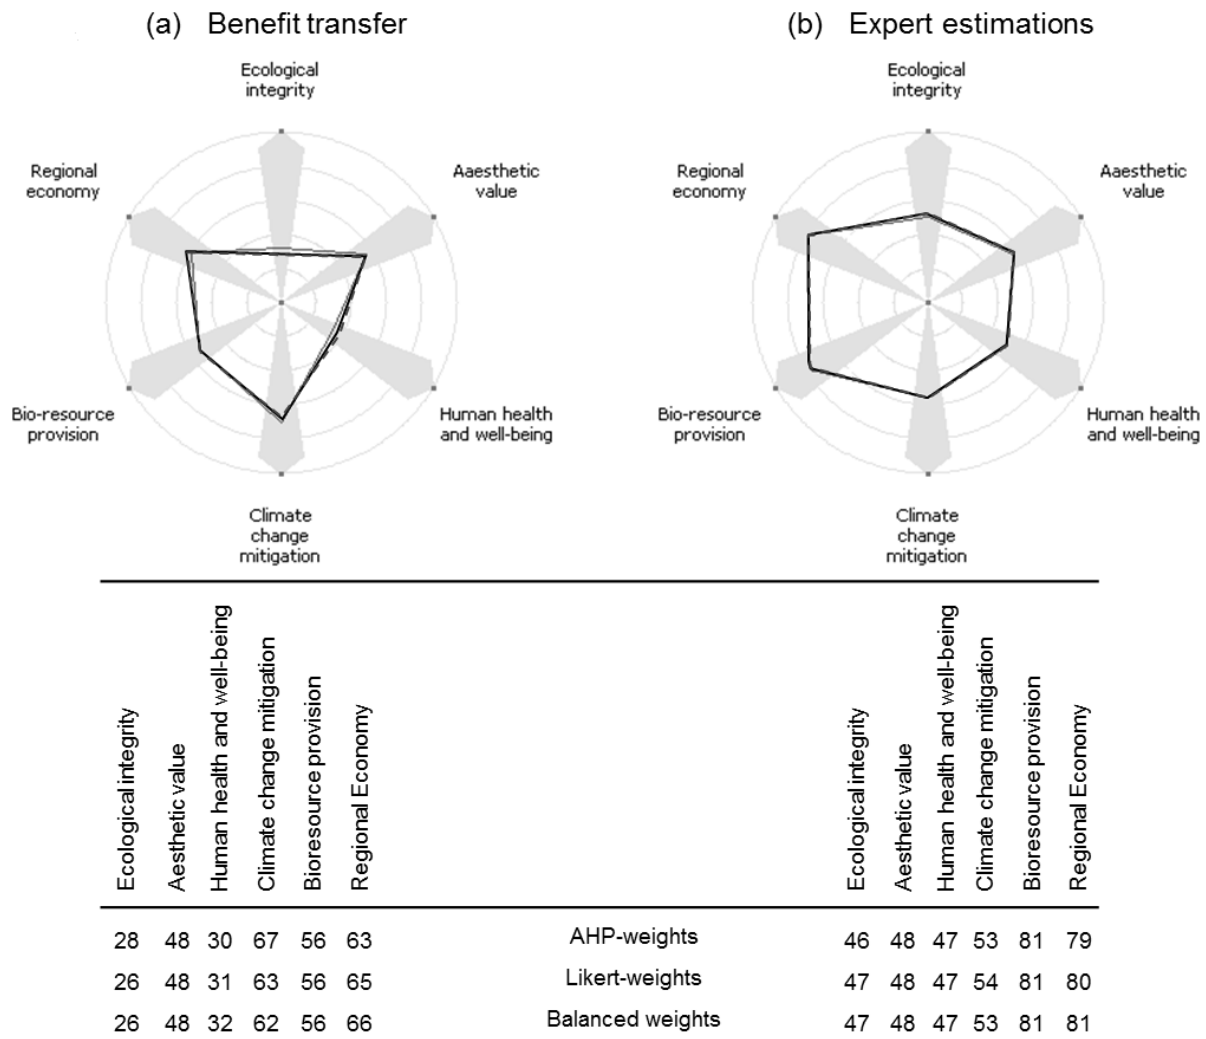 (a) Benefit transfer
(b) Expert estimations
Ecological
integrity
Aaesthetic
value
Human health
and well-being
Climate
change
mitigation
Bio-resource
provision
Regional
economy
Ecological
integrity
Aaesthetic
value
Human health
and well-being
Climate
change
mitigation
Bio-resource
provision
Regional
economy
Ecological integrity
Aesthetic value
Human health and well-being
Climate change mitigation
Bioresource provision
Regional Economy
Ecological integrity
Aesthetic value
Human health and well-being
Climate change mitigation
Bioresource provision
Regional Economy
28 48 30 67 56 63 AHP-weights 46 48 47 53 81 79
26 48 31 63 56 65 Likert-weights 47 48 47 54 81 80
26 48 32 62 56 66 Balanced weights 47 48 47 53 81 81